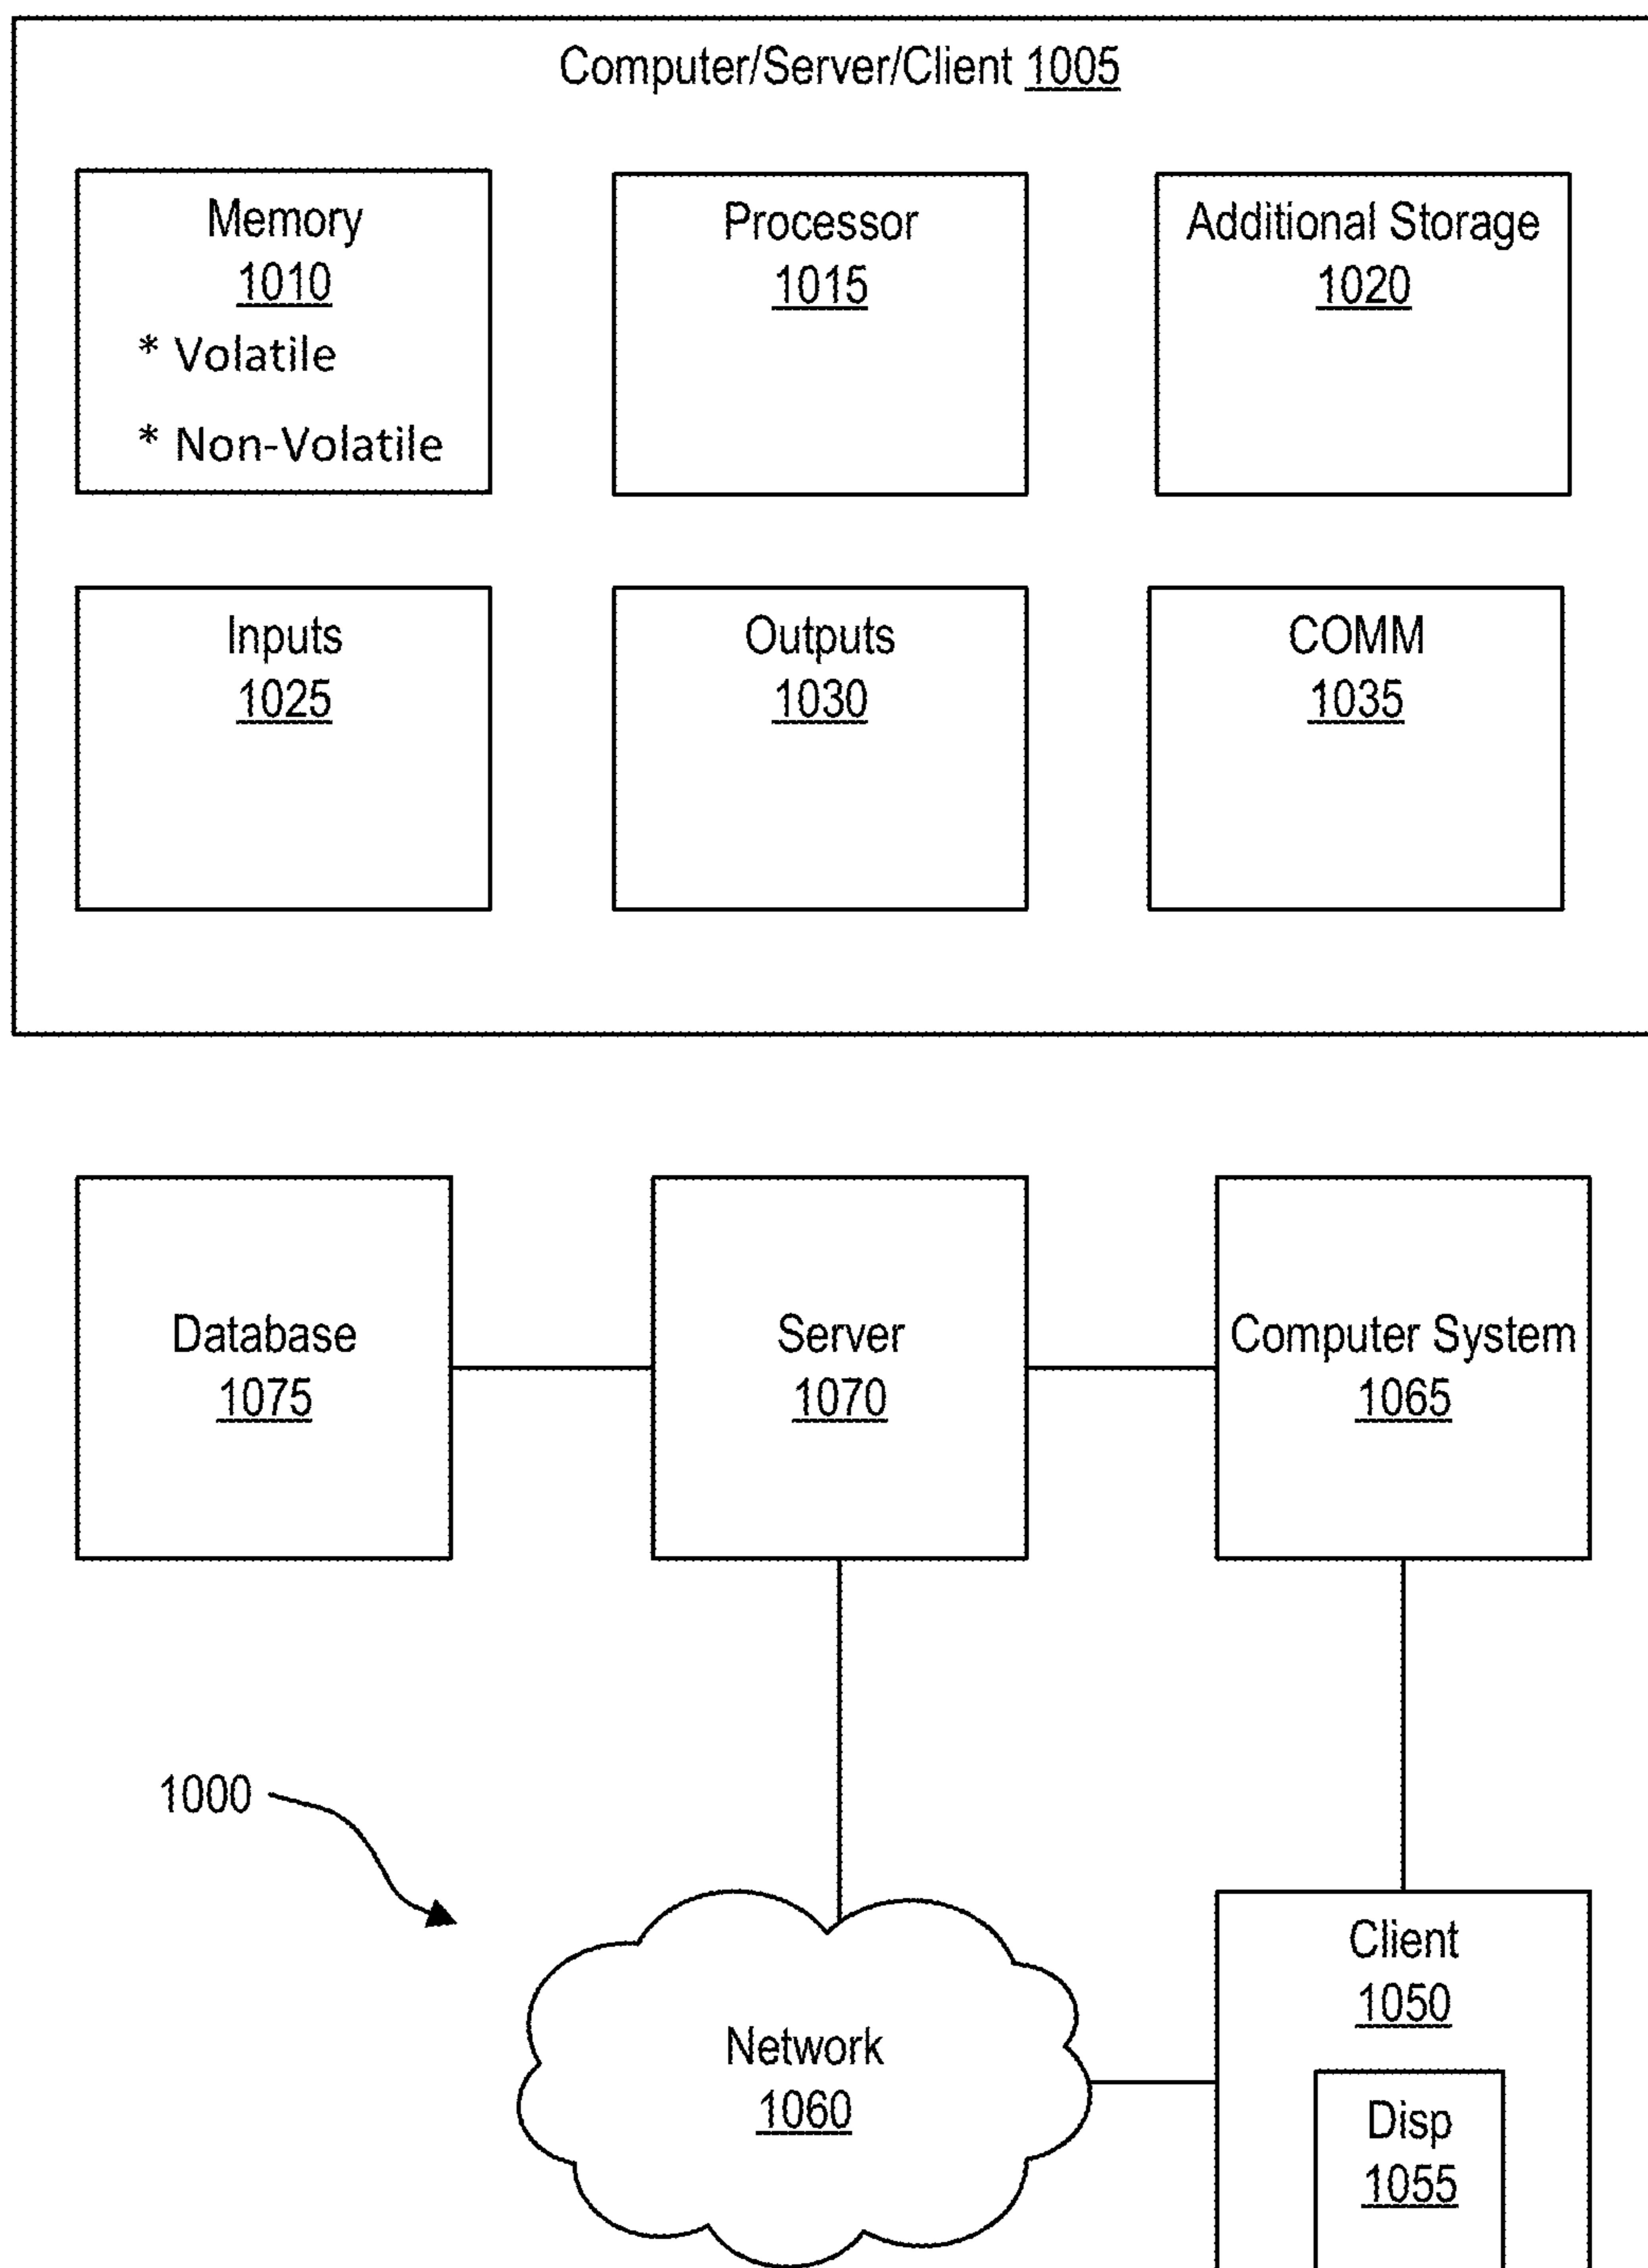 Computer/Server/Client 1005
Memory
1010
* Volatile
* Non-Volatile
Processor
1015
Additional Storage
1020
Inputs
1025
Outputs
1030
COMM
1035
Database
1075
Server
1070
Computer System
1065
1000
Network
1060
Client
1050
Disp
1055